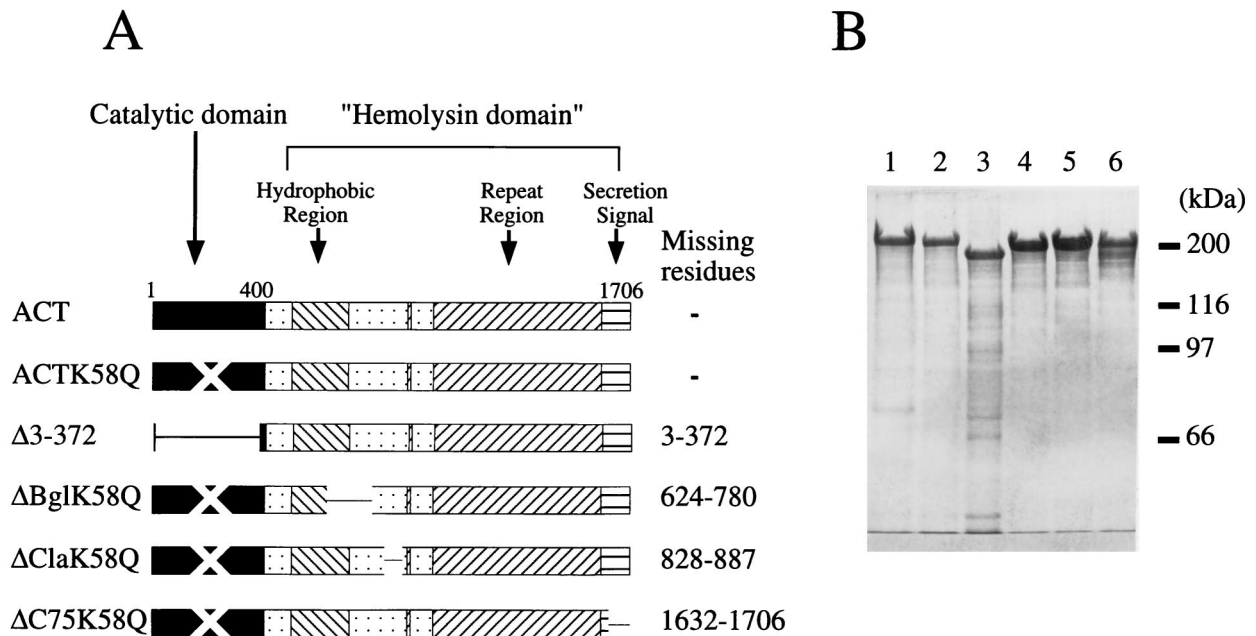 A
Catalytic domain
"Hemolysin domain"
Hydrophobic
Region
Repeat
Region
Secretion
Signal
Missing
residues
1 400 1706
ACT -
ACTK58Q -
Δ3-372 3-372
ΔBglK58Q 624-780
ΔClaK58Q 828-887
ΔC75K58Q 1632-1706
B
1 2 3 4 5 6
(kDa)
200
116
97
66